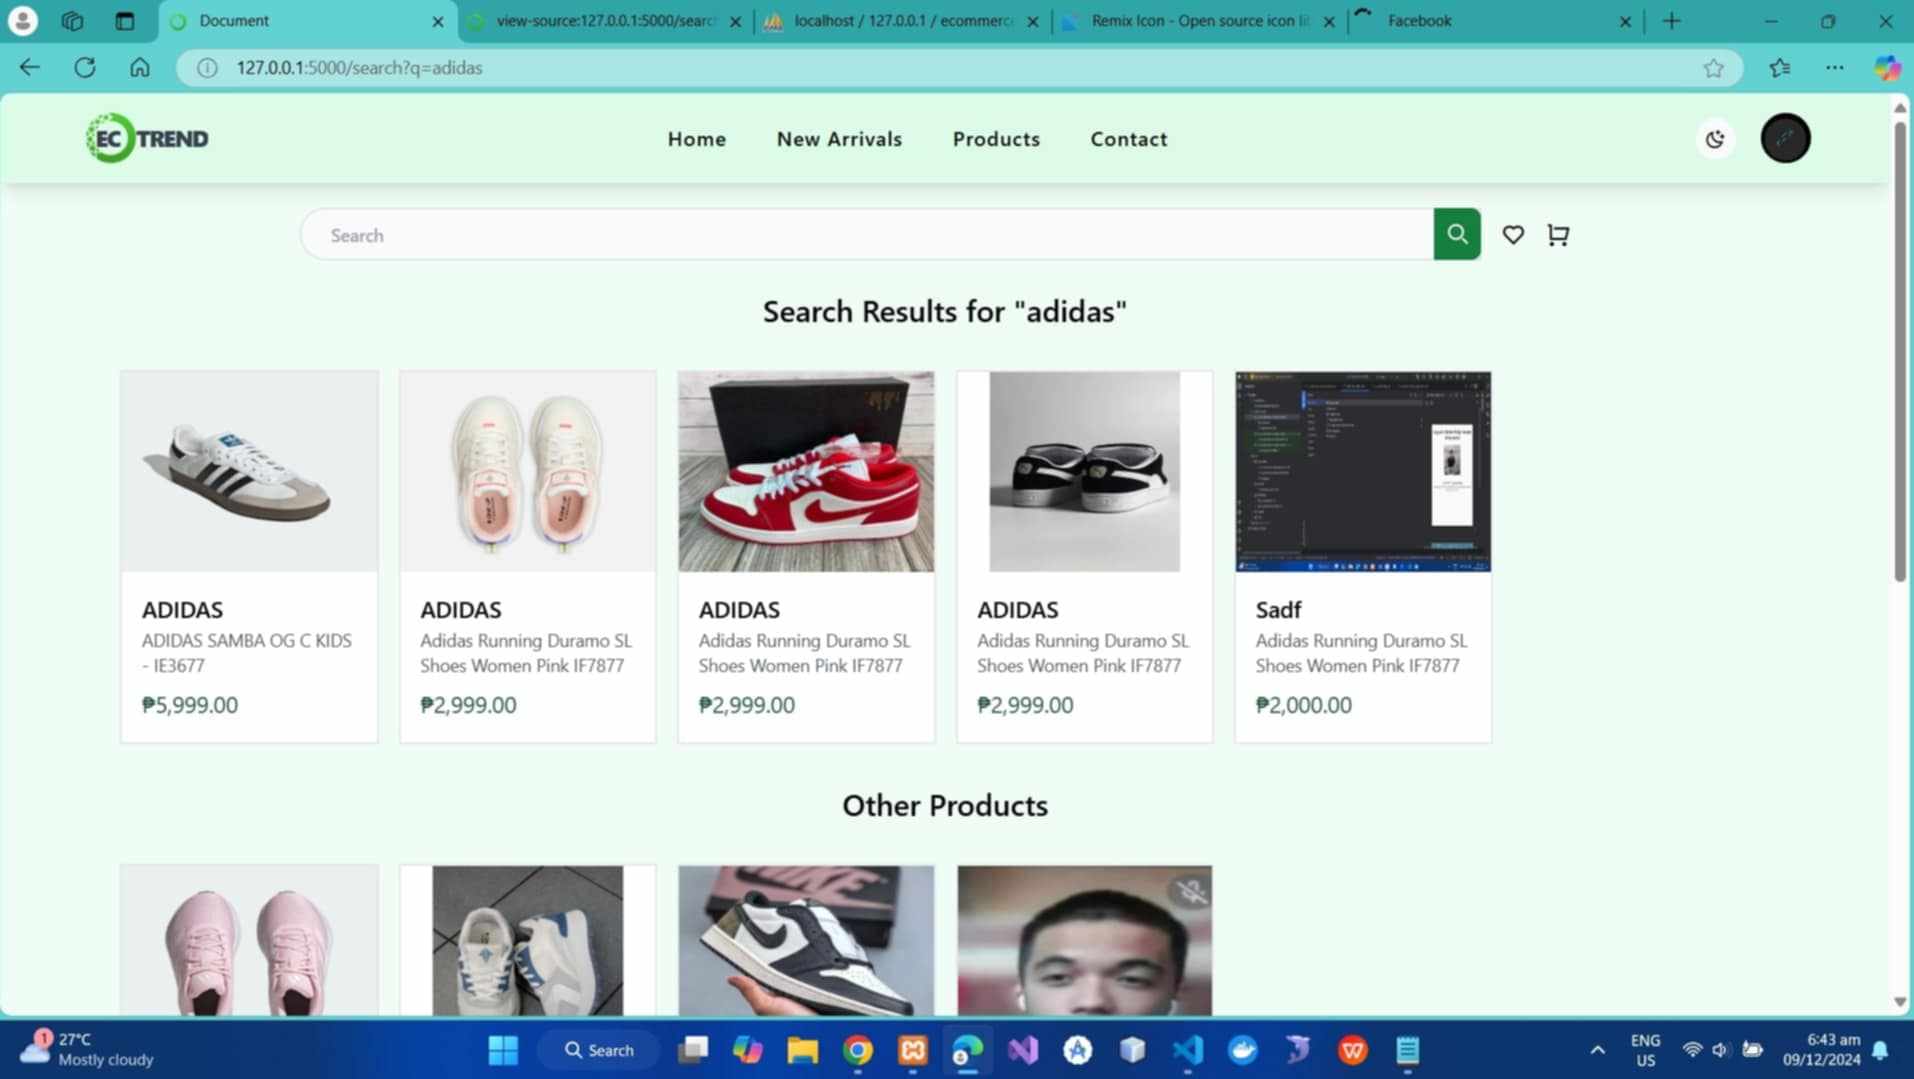 Document
view-source:127.0.0.1:5000/searc
localhost / 127.0.0.1 / ecommerc
Remix Icon - Open source icon li
Facebook
127.0.0.1:5000/search?q=adidas
EC TREND
Home
New Arrivals
Products
Contact
Search
Search Results for "adidas"
ADIDAS
ADIDAS SAMBA OG C KIDS
- IE3677
₱5,999.00
ADIDAS
Adidas Running Duramo SL
Shoes Women Pink IF7877
₱2,999.00
ADIDAS
Adidas Running Duramo SL
Shoes Women Pink IF7877
₱2,999.00
ADIDAS
Adidas Running Duramo SL
Shoes Women Pink IF7877
₱2,999.00
Sadf
Adidas Running Duramo SL
Shoes Women Pink IF7877
₱2,000.00
Other Products
NIKE
1
27°C
Mostly cloudy
Search
ENG
US
6:43 am
09/12/2024